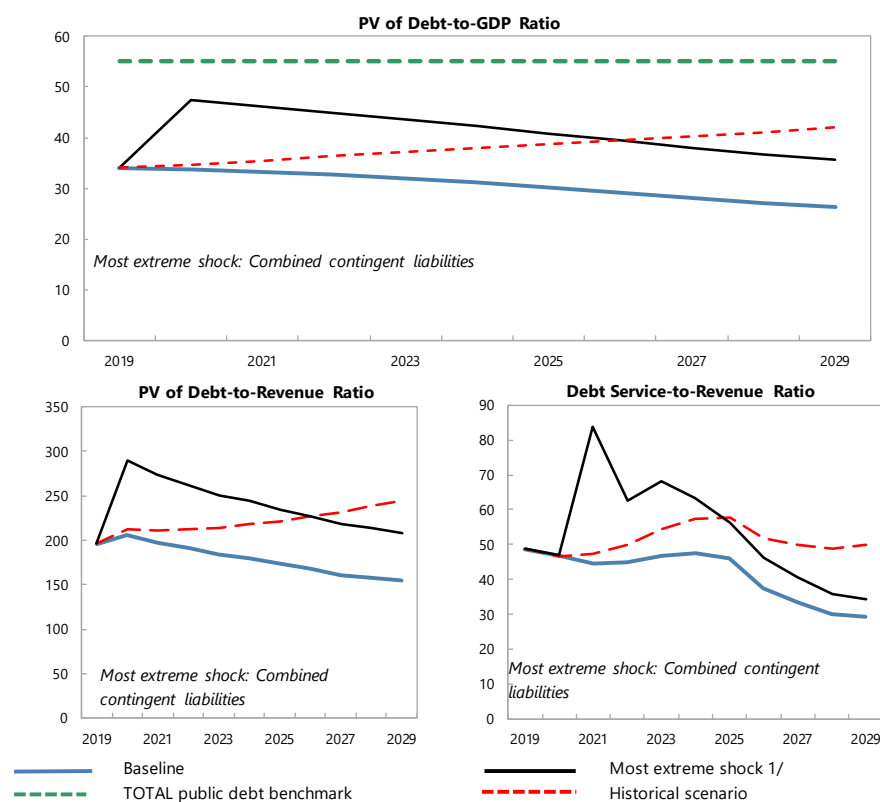 PV of Debt-to-GDP Ratio
60
50
40
30
20
10
0
Most extreme shock: Combined contingent liabilities
2019 2021 2023 2025 2027 2029
PV of Debt-to-Revenue Ratio
350
300
250
200
150
100
50
0
Most extreme shock: Combined
contingent liabilities
2019 2021 2023 2025 2027 2029
Debt Service-to-Revenue Ratio
90
80
70
60
50
40
30
20
10
0
Most extreme shock: Combined contingent
liabilities
2019 2021 2023 2025 2027 2029
Baseline
Most extreme shock 1/
TOTAL public debt benchmark
Historical scenario